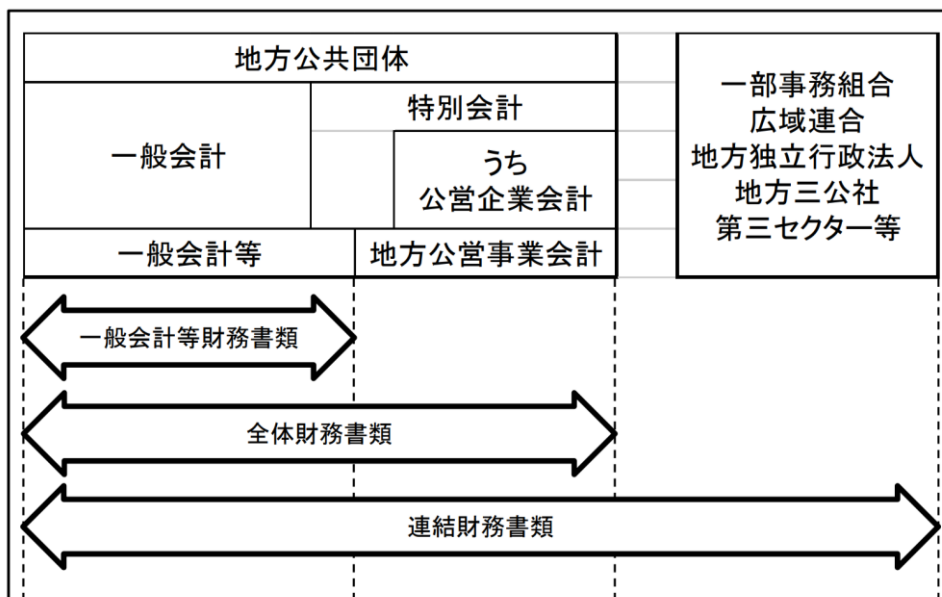 地方公共団体
一般会計
特別会計
うち
公営企業会計
一般会計等
地方公営事業会計
一部事務組合
広域連合
地方独立行政法人
地方三公社
第三セクター等
一般会計等財務書類
全体財務書類
連結財務書類